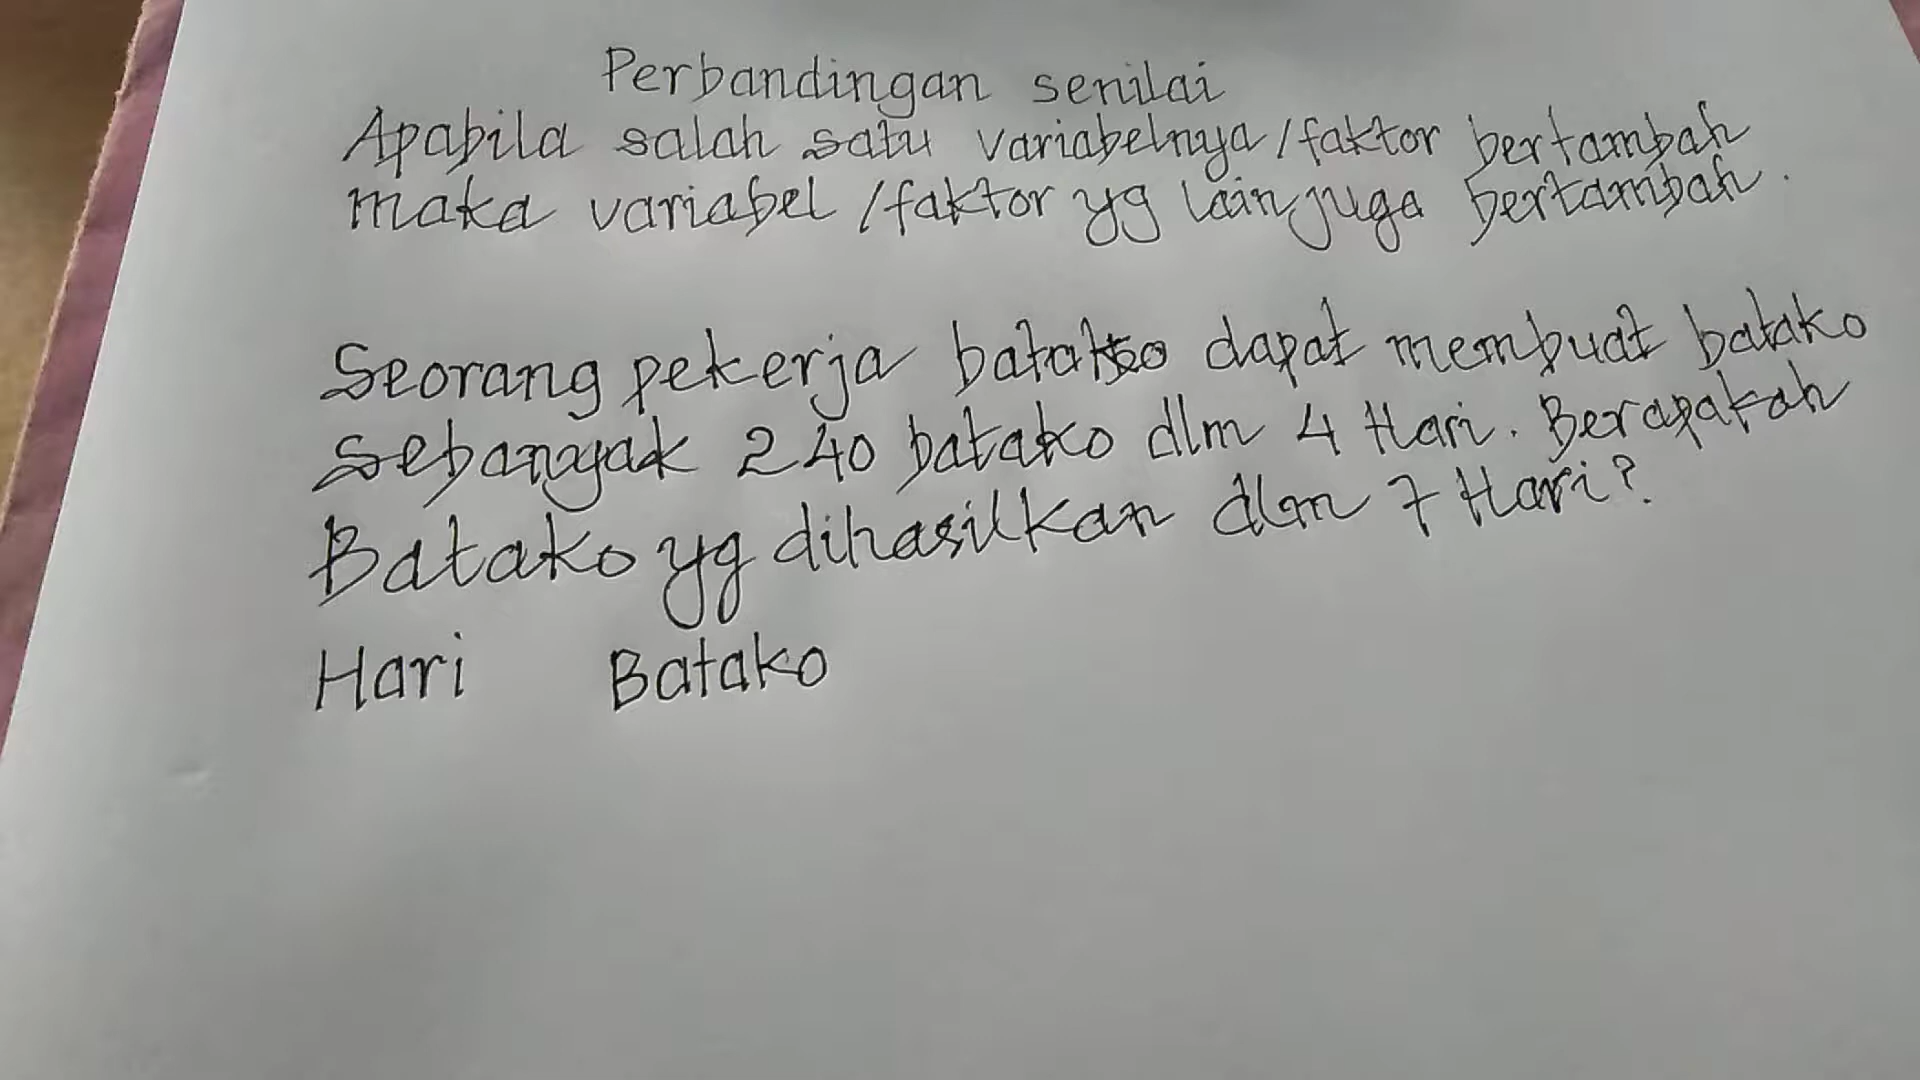 Perbandingan senilai
Apabila salah satu variabelnya/faktor bertambah
maka variabel/faktor yg lain juga bertambah.
Seorang pekerja batako dapat membuat batako
sebanyak 240 batako dlm 4 Hari. Berapakah
Batako yg dihasilkan dlm 7 Hari?
Hari Batako